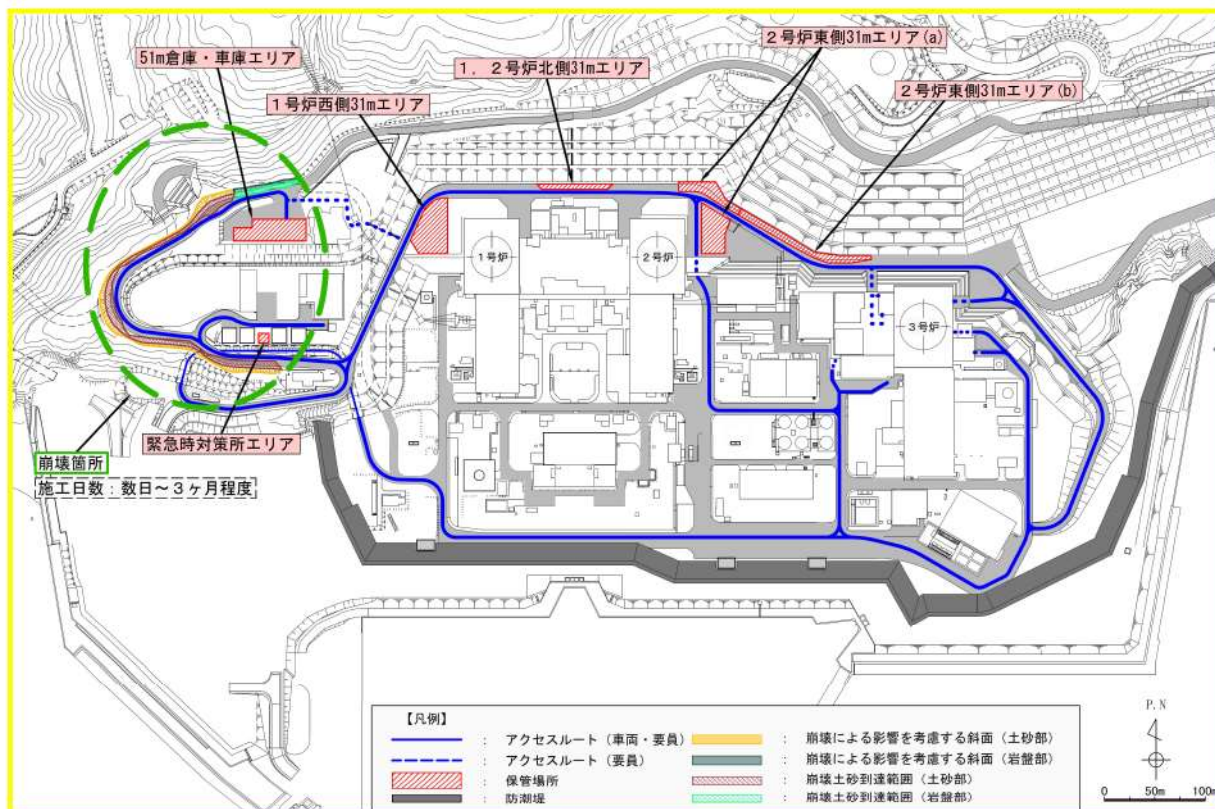 51m倉庫・車庫エリア
2号炉東側31mエリア(a)
1,2号炉北側31mエリア
2号炉東側31mエリア(b)
1号炉西側31mエリア
1号炉
2号炉
3号炉
緊急時対策所エリア
崩壊箇所
施工日数:数日~3ヶ月程度
【凡例】
: アクセスルート(車両・要員)
: アクセスルート(要員)
: 保管場所
: 防潮堤
: 崩壊による影響を考慮する斜面(土砂部)
: 崩壊による影響を考慮する斜面(岩盤部)
: 崩壊土砂到達範囲(土砂部)
: 崩壊土砂到達範囲(岩盤部)
P.N
0 50m 100m